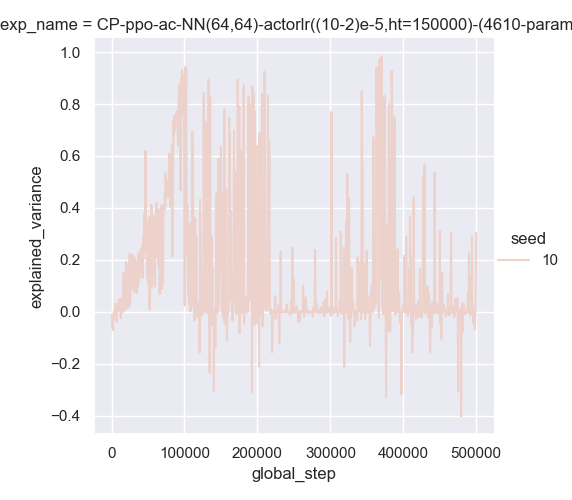 exp_name = CP-ppo-ac-NN(64,64)-actorlr((10-2)e-5,ht=150000)-(4610-param
explained_variance
1.0
0.8
0.6
0.4
0.2
0.0
−0.2
−0.4
0 100000 200000 300000 400000 500000
global_step
seed
10